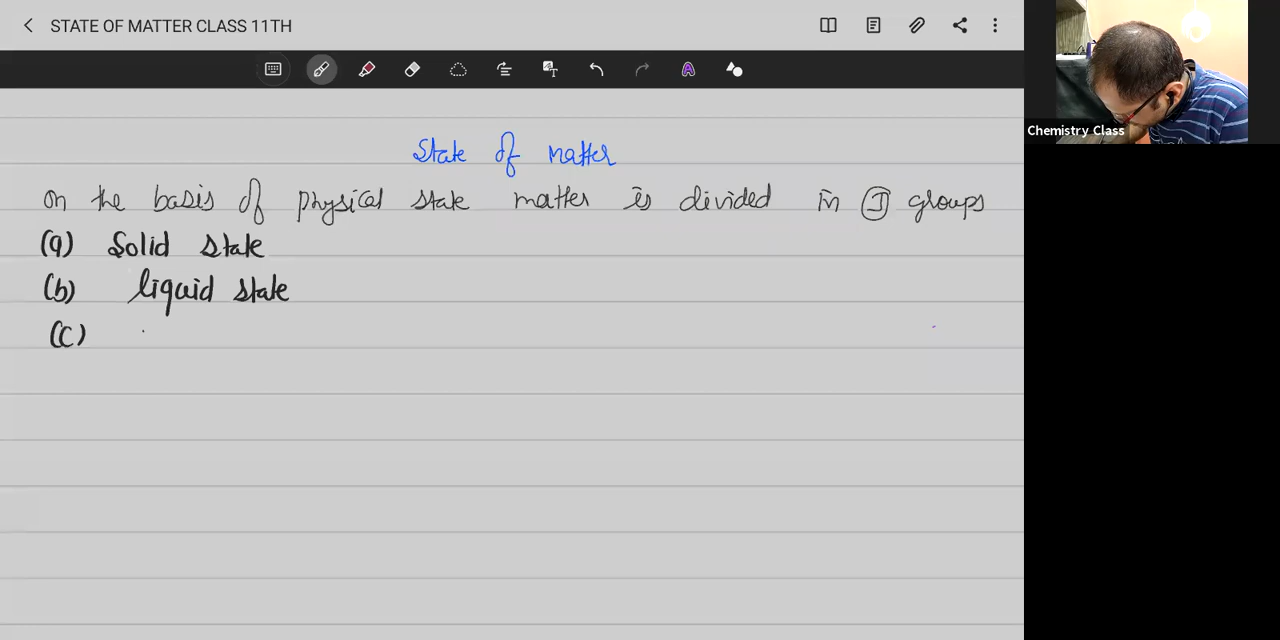 STATE OF MATTER CLASS 11TH
Chemistry Class
State of matter
on the basis of physical state matter is divided in groups
(a) Solid state
(b) liquid state
(c)